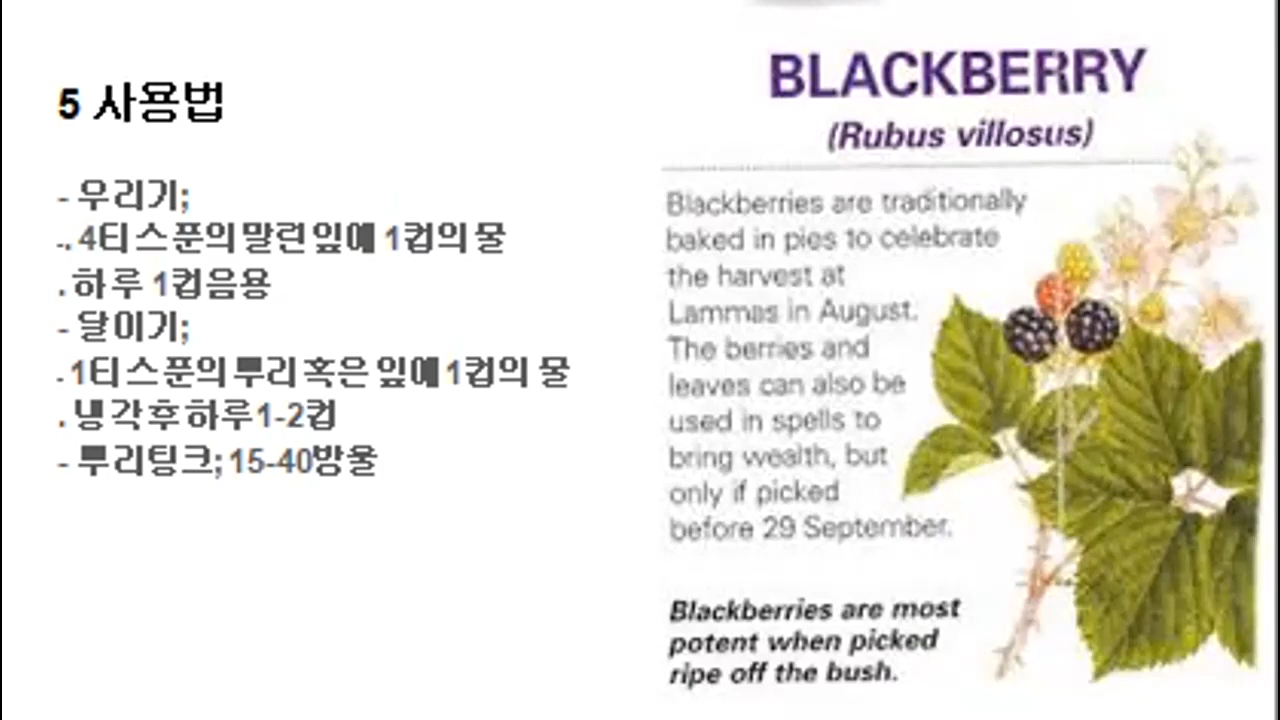 5 사용법
- 우리기;
-. 4티스푼의 말린 잎에 1컵의 물
. 하루 1컵음용
- 달이기;
. 1티스푼의 뿌리 혹은 잎에 1컵의 물
. 냉각 후 하루 1-2컵
- 뿌리팅크; 15-40방울
BLACKBERRY
(Rubus villosus)
Blackberries are traditionally
baked in pies to celebrate
the harvest at
Lammas in August.
The berries and
leaves can also be
used in spells to
bring wealth, but
only if picked
before 29 September.
Blackberries are most
potent when picked
ripe off the bush.